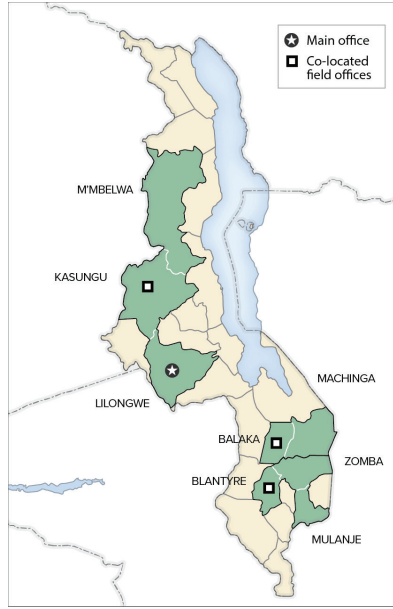 Main office
Co-located
field offices
M'MBELWA
KASUNGU
MACHINGA
LILONGWE
BALAKA
ZOMBA
BLANTYRE
MULANJE